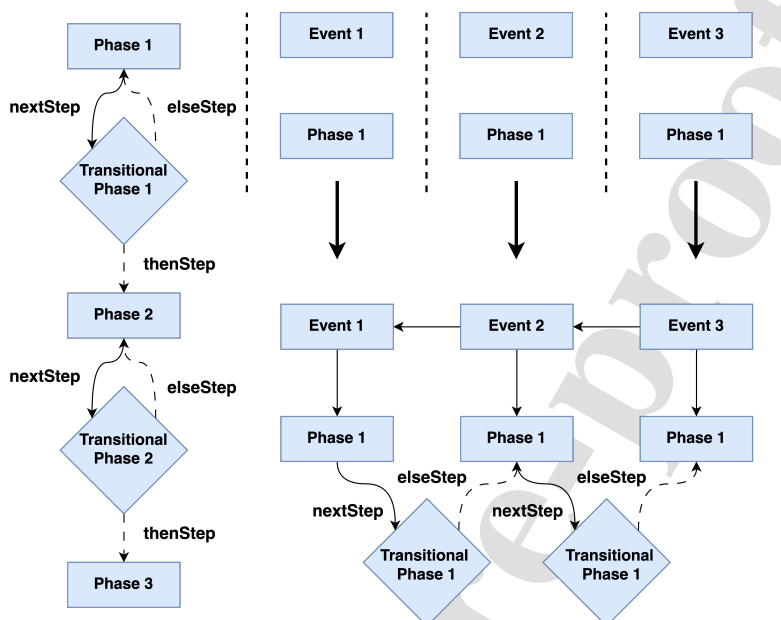 Phase 1
nextStep
elseStep
Transitional
Phase 1
thenStep
Phase 2
nextStep
elseStep
Transitional
Phase 2
thenStep
Phase 3
Event 1
Event 2
Event 3
Phase 1
Phase 1
Phase 1
Event 1
Event 2
Event 3
Phase 1
Phase 1
Phase 1
nextStep
elseStep
nextStep
elseStep
Transitional
Phase 1
Transitional
Phase 1
re-proof